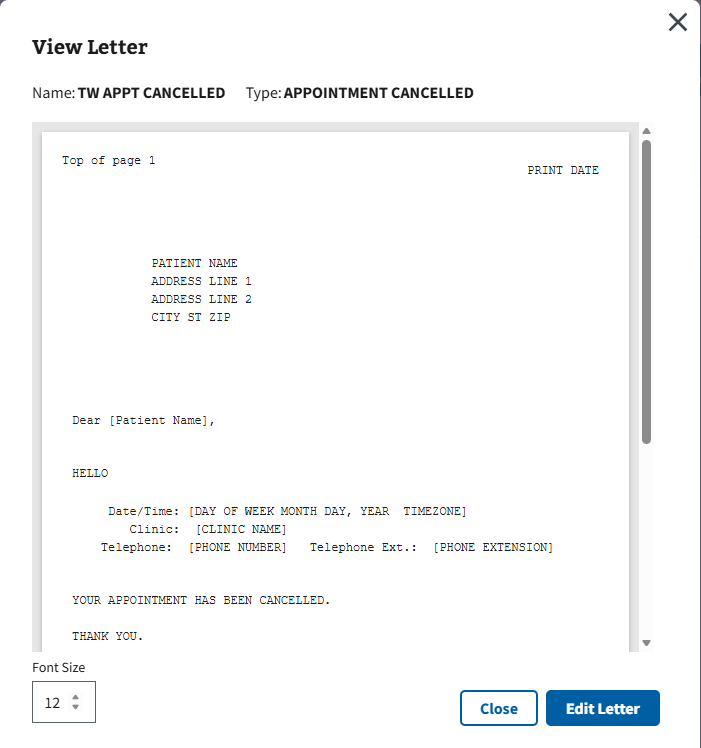 View Letter
Name: TW APPT CANCELLED Type: APPOINTMENT CANCELLED
Top of page 1
PRINT DATE
PATIENT NAME
ADDRESS LINE 1
ADDRESS LINE 2
CITY ST ZIP
Dear [Patient Name],
HELLO
Date/Time: [DAY OF WEEK MONTH DAY, YEAR  TIMEZONE]
Clinic: [CLINIC NAME]
Telephone: [PHONE NUMBER] Telephone Ext.: [PHONE EXTENSION]
YOUR APPOINTMENT HAS BEEN CANCELLED.
THANK YOU.
Font Size
12
Close Edit Letter